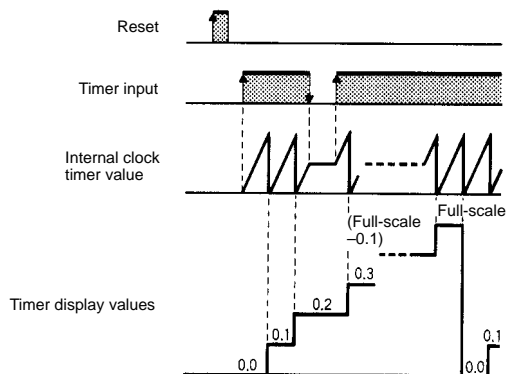 Reset
Timer input
Internal clock
timer value
(Full-scale
–0.1)
Full-scale
Timer display values
0.0
0.1
0.2
0.3
0.0
0.1